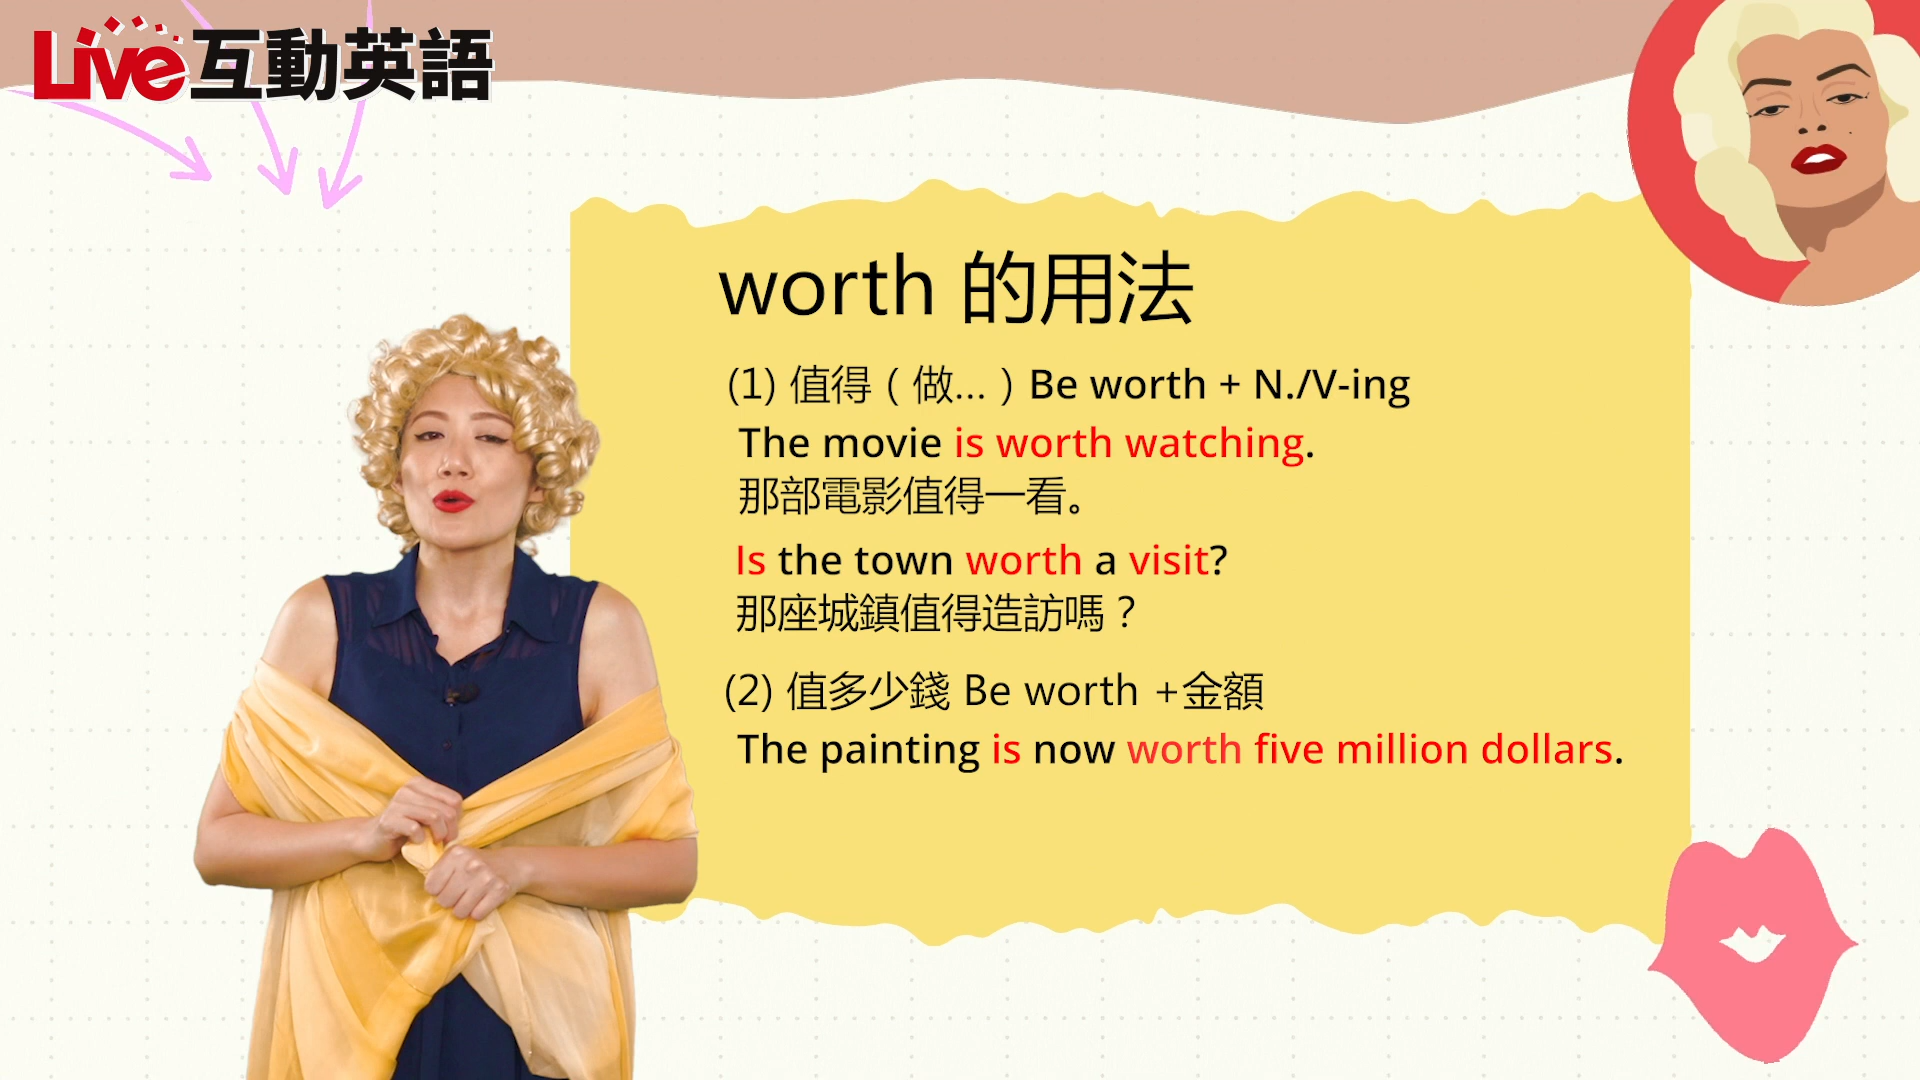 Live互動英語
worth 的用法
(1) 值得（做...）Be worth + N./V-ing
The movie is worth watching.
那部電影值得一看。
Is the town worth a visit?
那座城鎮值得造訪嗎？
(2) 值多少錢 Be worth +金額
The painting is now worth five million dollars.